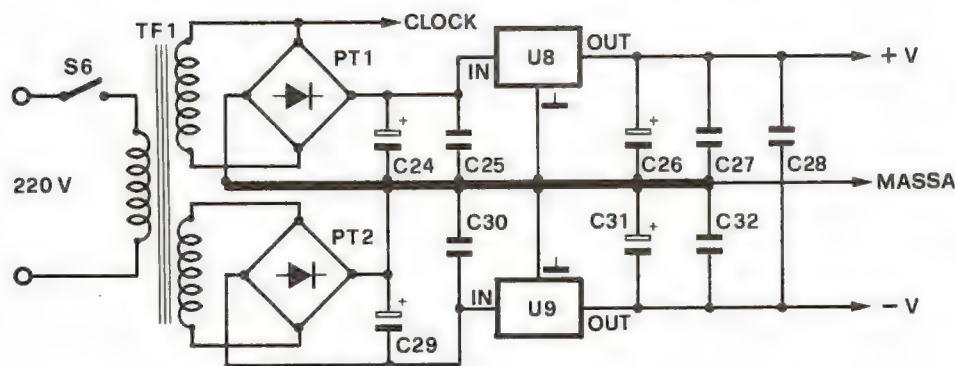 TF1
CLOCK
S6
PT1
IN
U8
OUT
+ V
+
C24
C25
+
C26
C27
C28
220 V
MASSA
PT2
C30
C31
+
C32
+
C29
IN
U9
OUT
− V